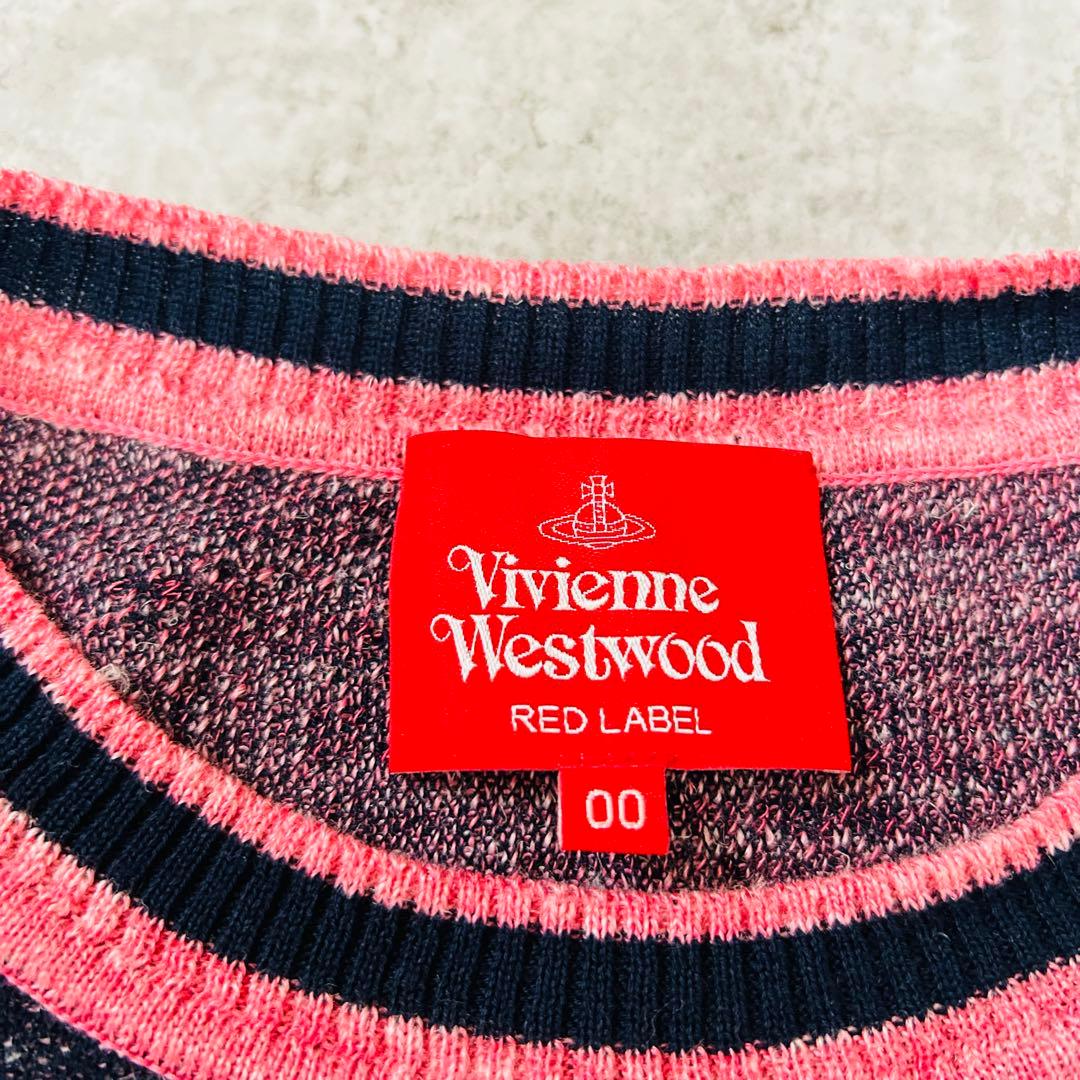 Vivienne
Westwood
RED LABEL
00